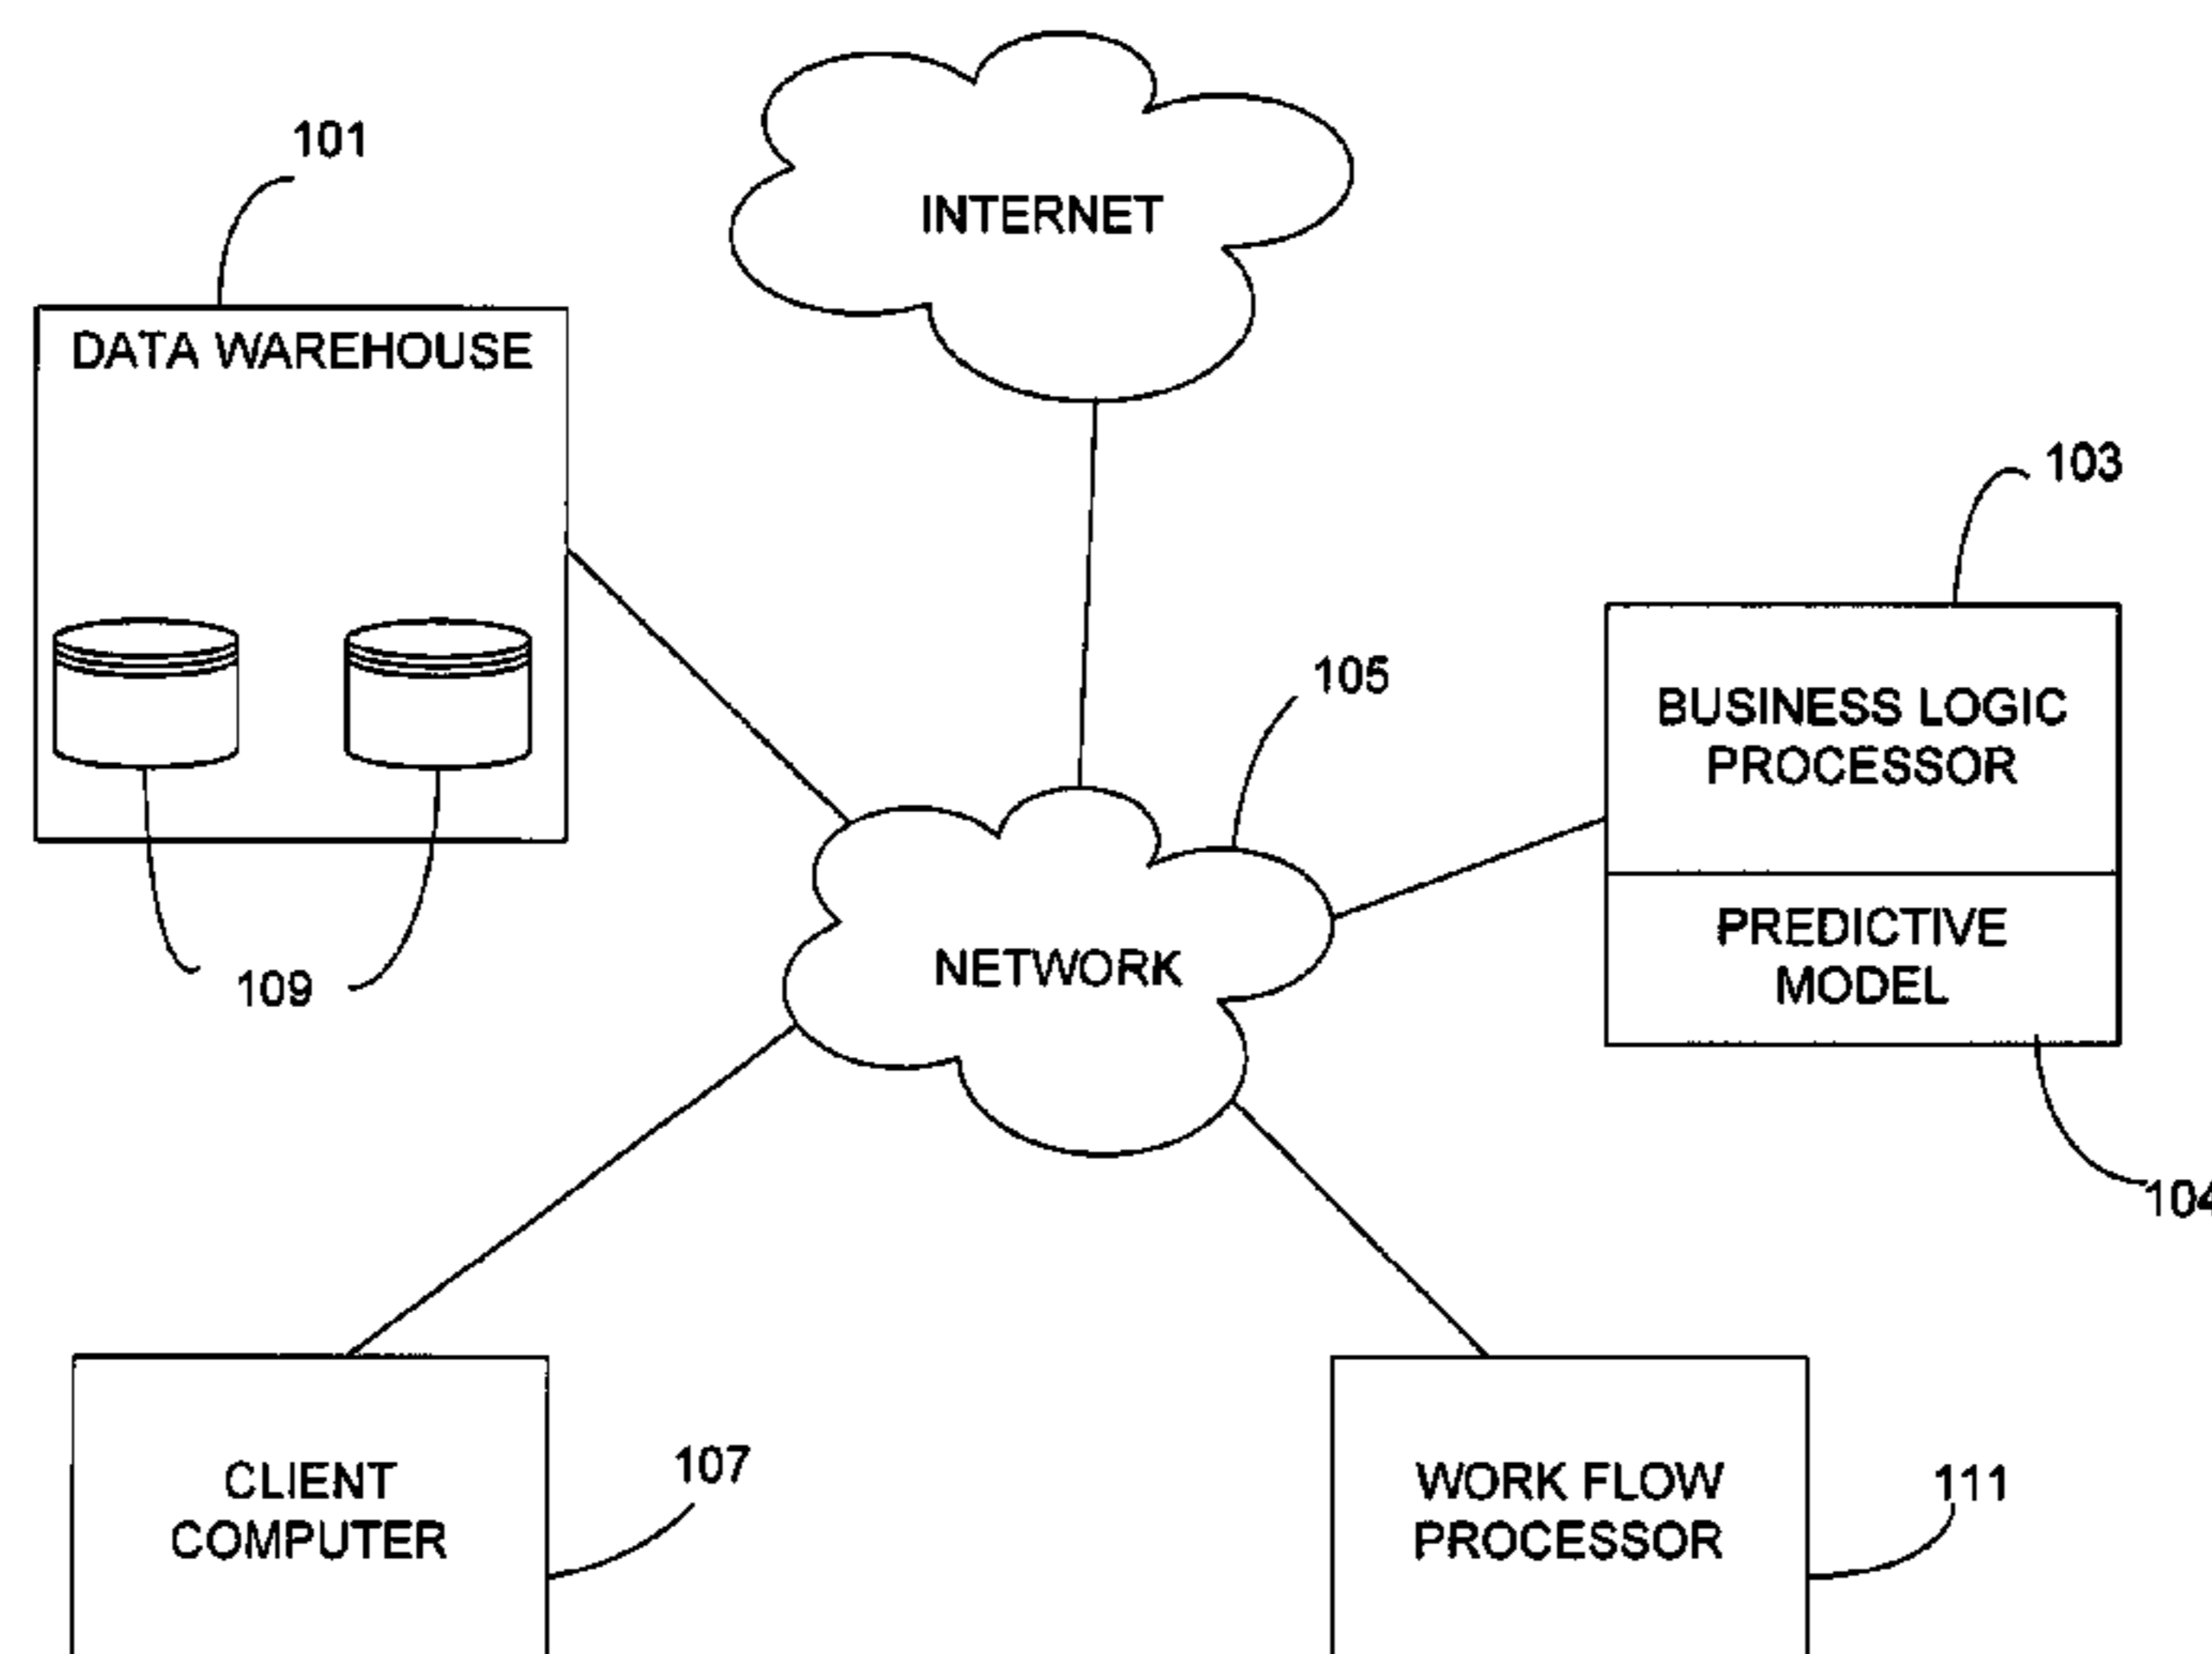 101
INTERNET
DATA WAREHOUSE
103
105
BUSINESS LOGIC
PROCESSOR
PREDICTIVE
MODEL
NETWORK
109
104
CLIENT
COMPUTER
107
WORK FLOW
PROCESSOR
111